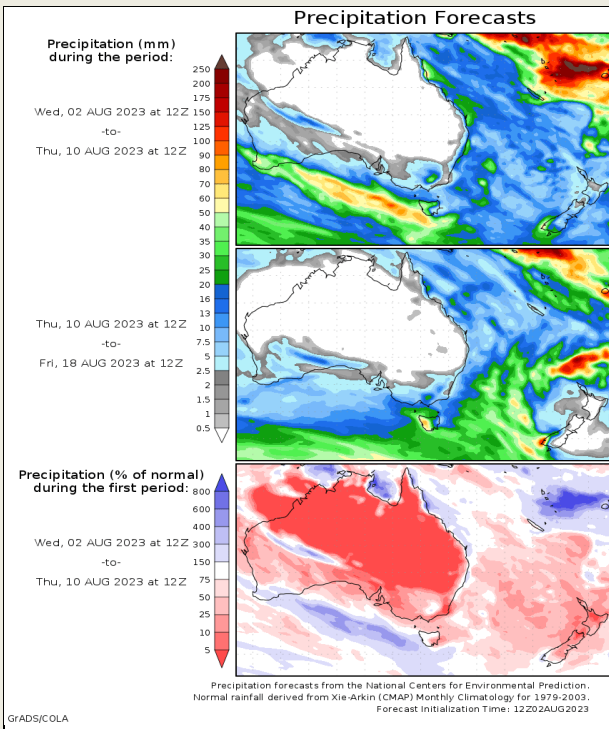 Precipitation Forecasts
Precipitation (mm)
during the period:
Wed, 02 AUG 2023 at 12Z
-to-
Thu, 10 AUG 2023 at 12Z
250
200
175
150
125
100
90
80
70
60
50
40
35
30
25
20
16
13
10
7.5
5
2.5
2
1.5
1
0.5
Thu, 10 AUG 2023 at 12Z
-to-
Fri, 18 AUG 2023 at 12Z
Precipitation (% of normal)
during the first period:
Wed, 02 AUG 2023 at 12Z
-to-
Thu, 10 AUG 2023 at 12Z
800
600
400
300
150
75
50
25
10
5
Precipitation forecasts from the National Centers for Environmental Prediction.
Normal rainfall derived from Xie-Arkin (CMAP) Monthly Climatology for 1979-2003.
Forecast Initialization Time: 12Z02AUG2023
GrADS/COLA